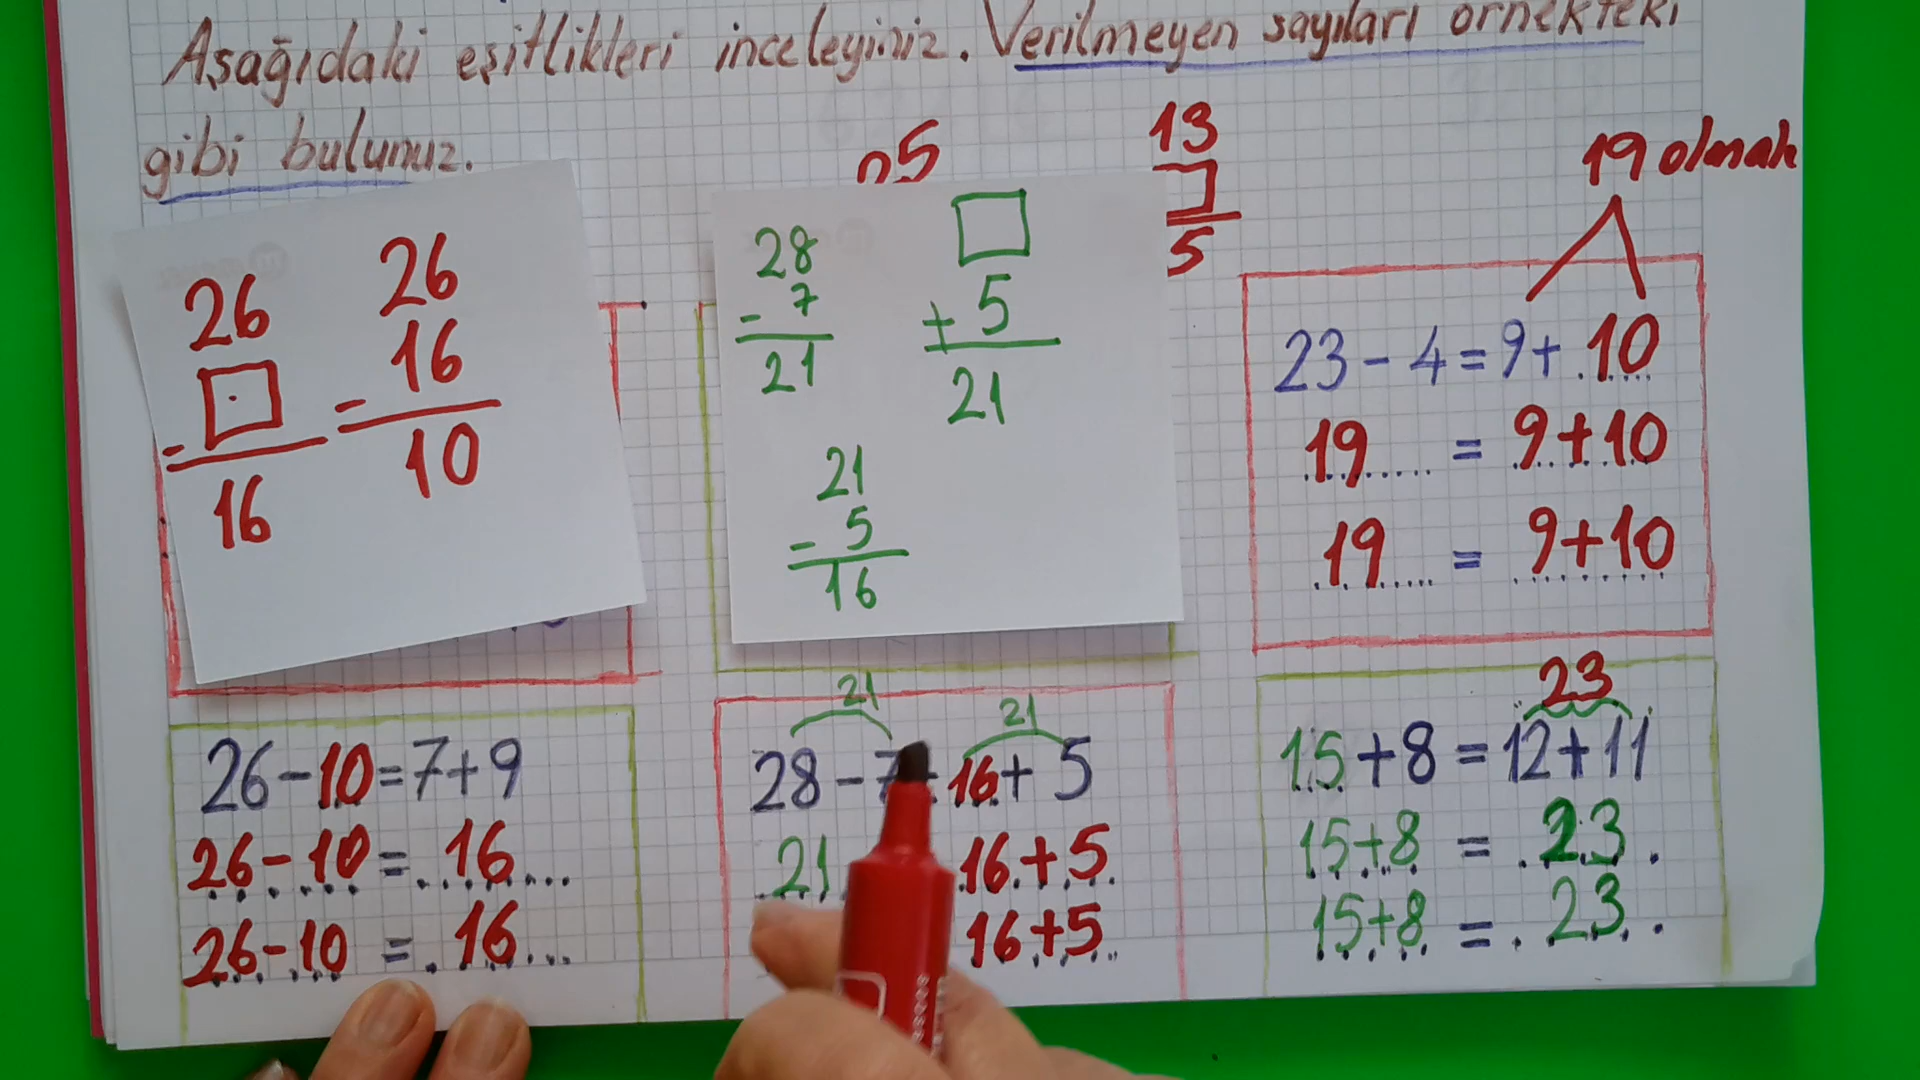 Aşağıdaki eşitlikleri inceleyiniz. Verilmeyen sayıları örnekteki
gibi bulunuz.
26
- □
16
26
= 16
10
28
- 7
21
□
+ 5
21
21
- 5
16
25
13
5
19 olmak
23 - 4 = 9 + 10
19 = 9+10
19 = 9+10
26 - 10 = 7 + 9
26 - 10 = 16
26 - 10 = 16
21
21
28 - 7 = 16 + 5
21 16+5
16+5
23
15 + 8 = 12 + 11
15+8 = 23
15+8 = 23